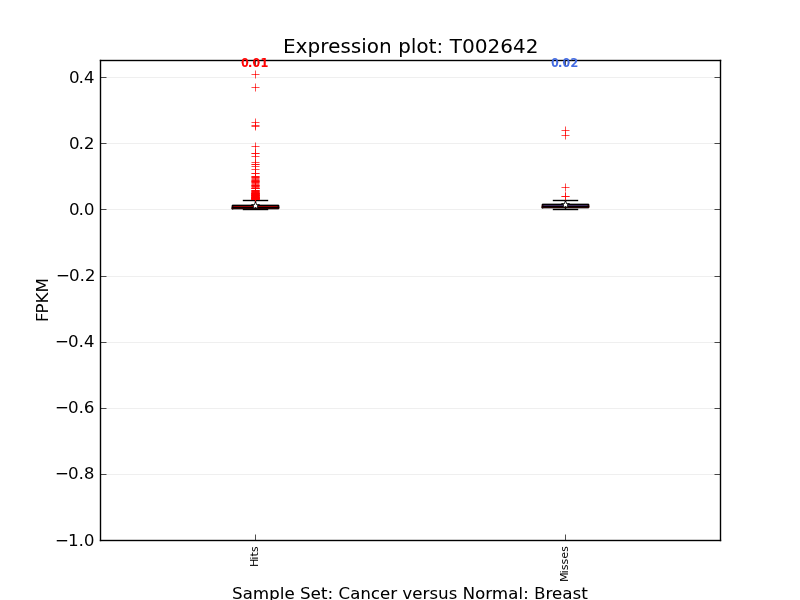 Expression plot: T002642
0.01
0.02
0.4
0.2
0.0
−0.2
−0.4
−0.6
−0.8
−1.0
FPKM
Hits
Misses
Sample Set: Cancer versus Normal: Breast